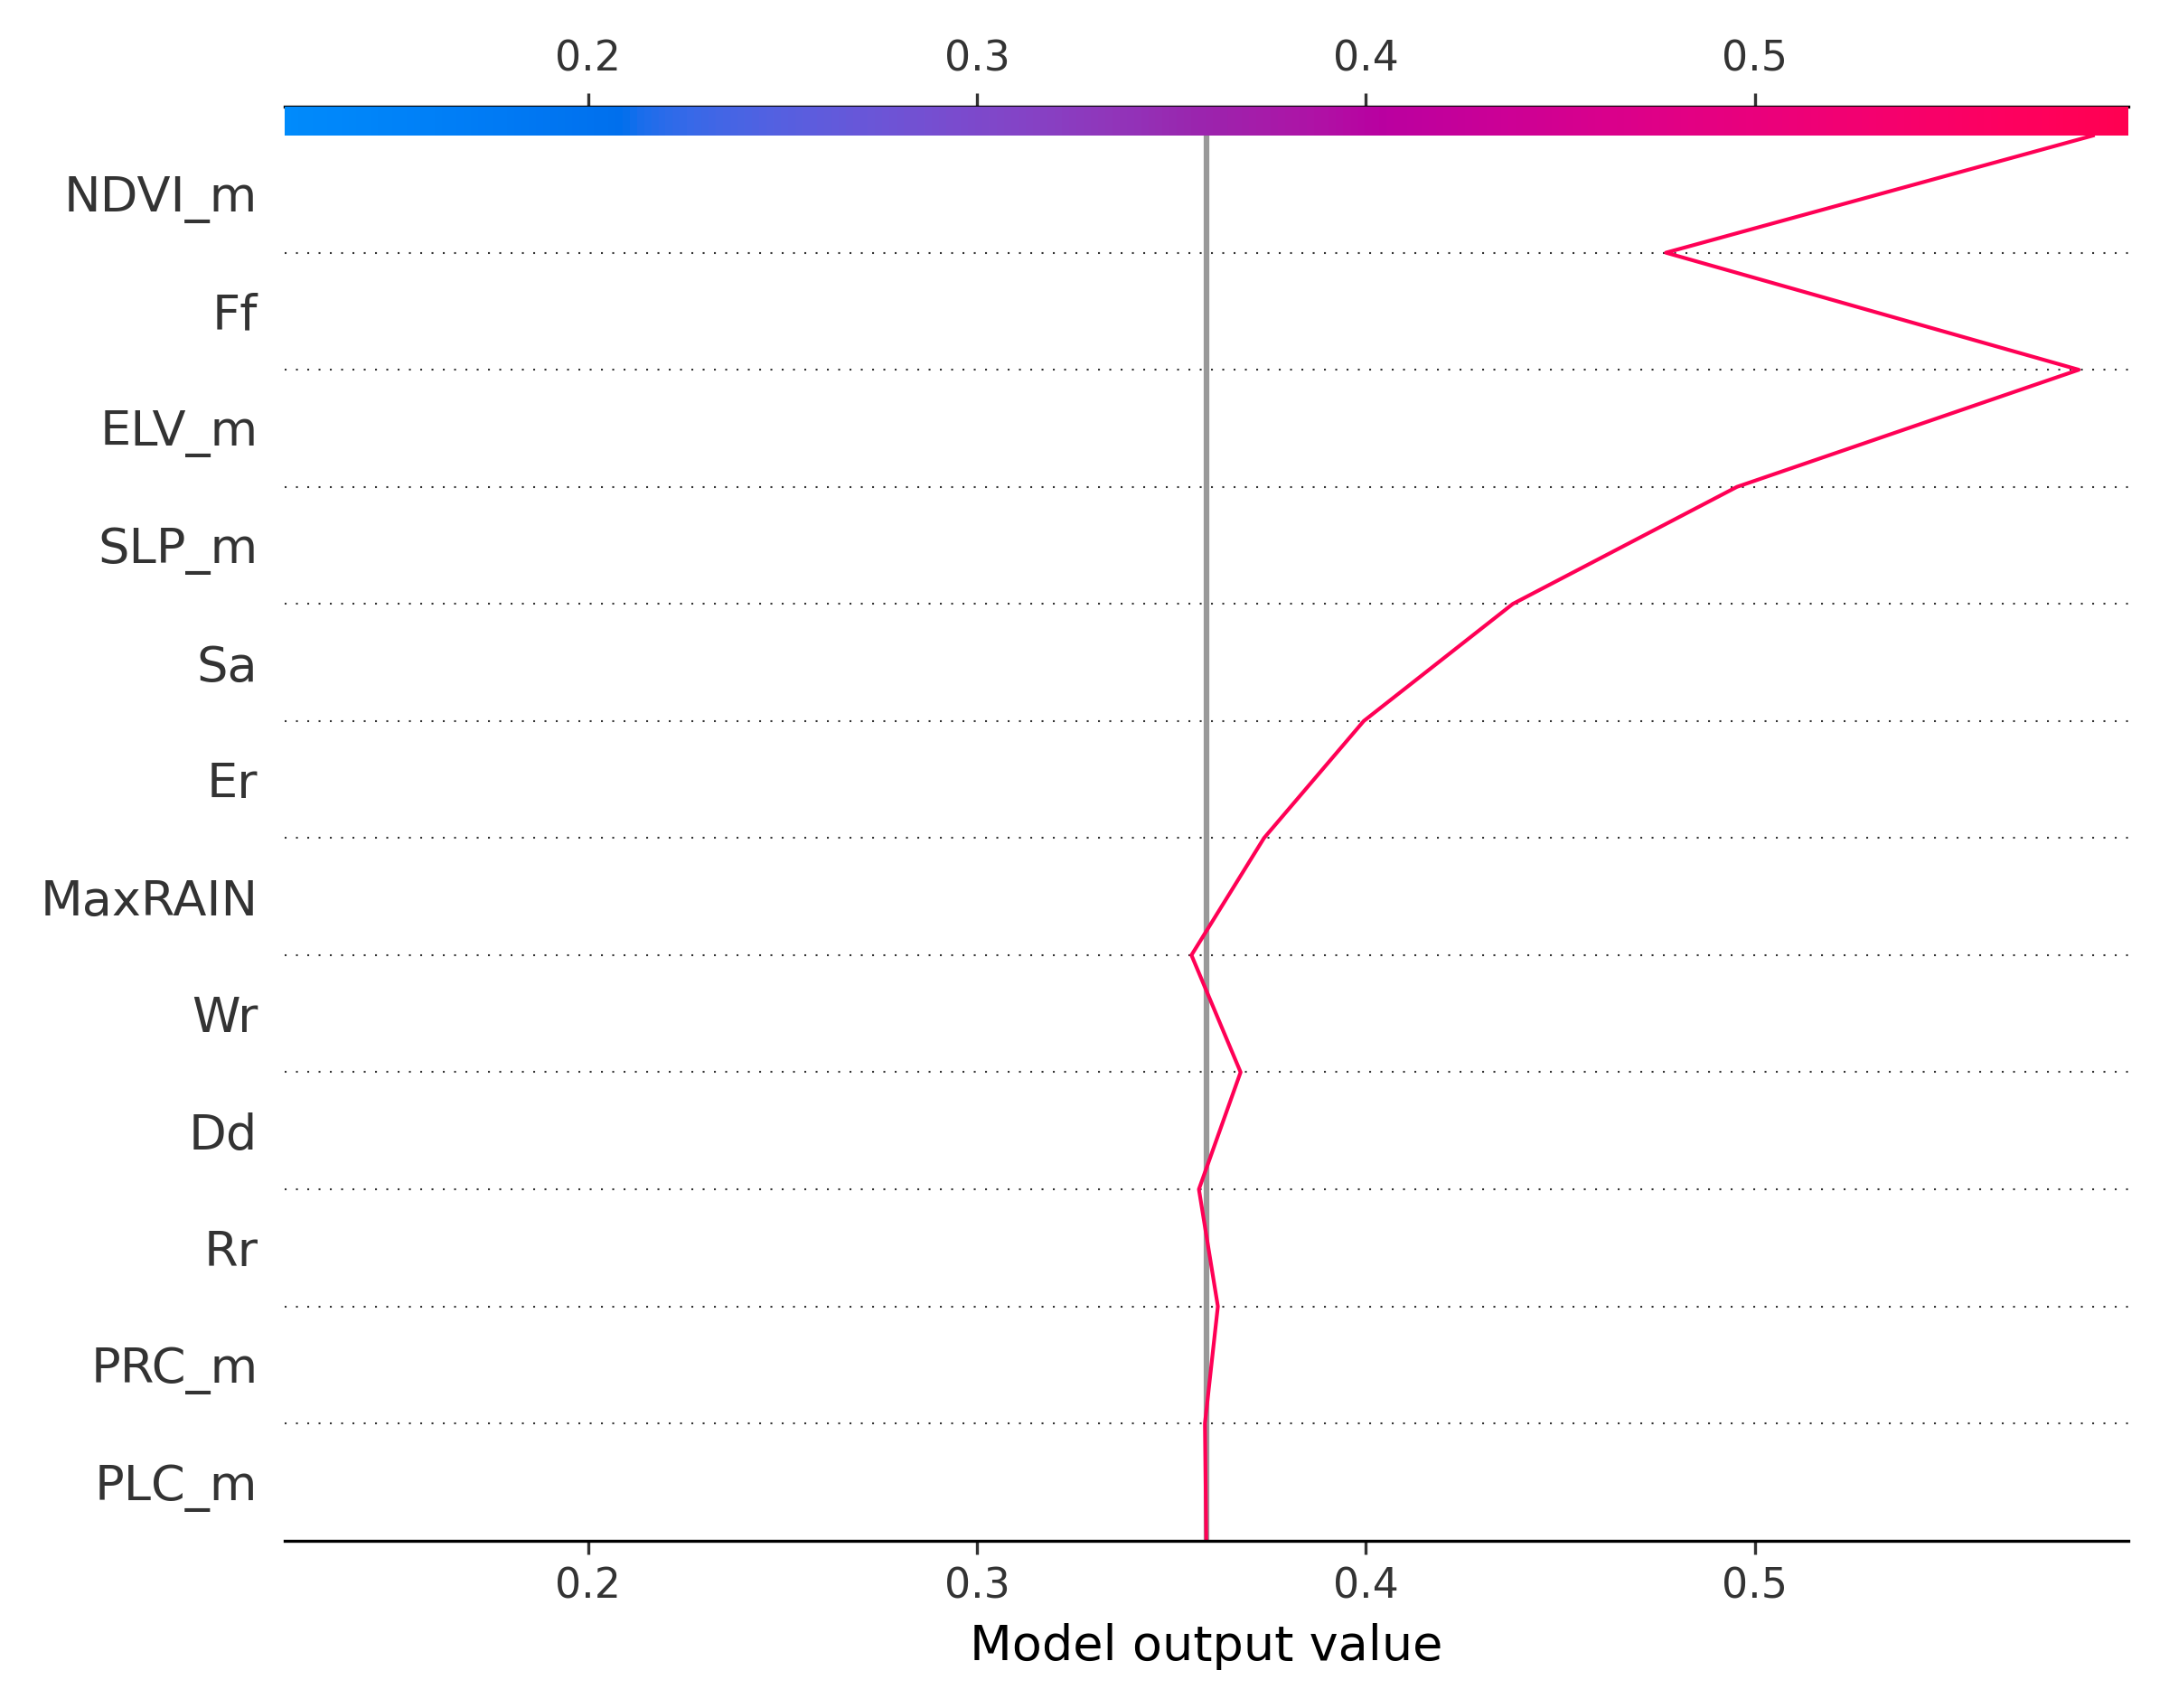 0.2 0.3 0.4 0.5
NDVI_m
Ff
ELV_m
SLP_m
Sa
Er
MaxRAIN
Wr
Dd
Rr
PRC_m
PLC_m
0.2 0.3 0.4 0.5
Model output value